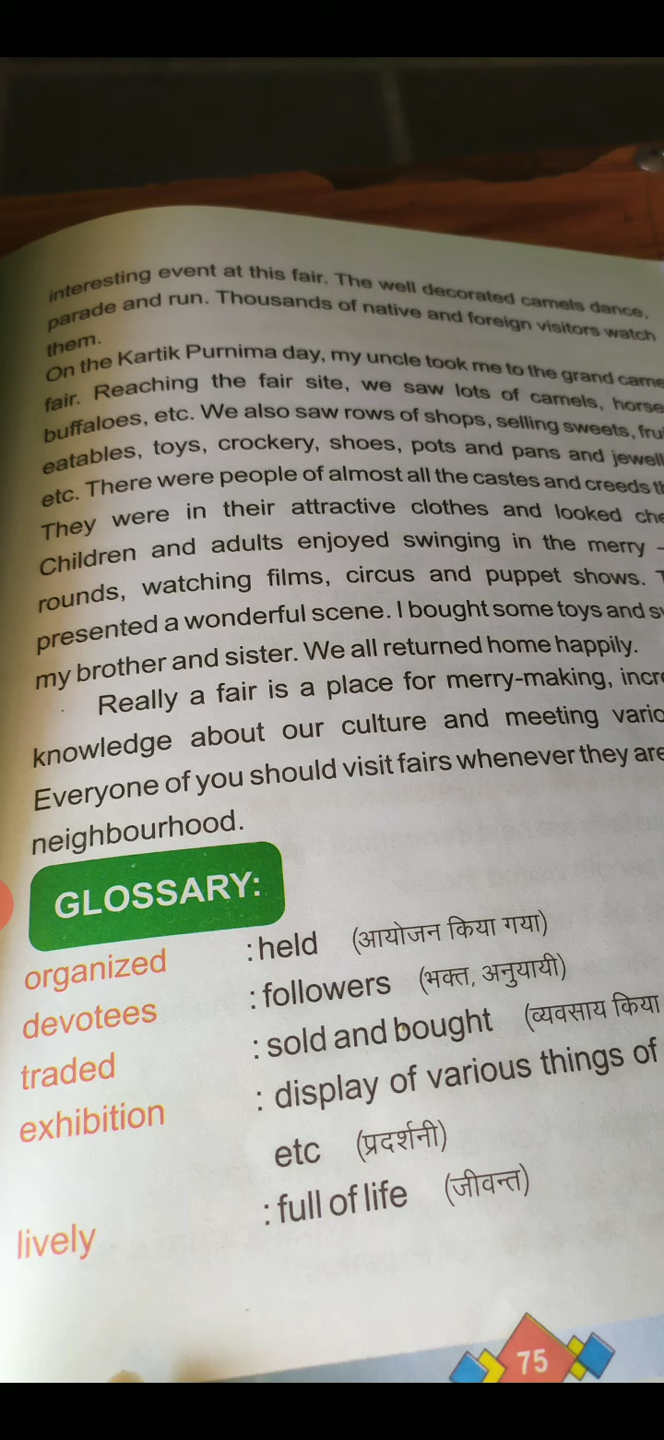 interesting event at this fair. The well decorated camels dance,
parade and run. Thousands of native and foreign visitors watch
them.
On the Kartik Purnima day, my uncle took me to the grand came
fair. Reaching the fair site, we saw lots of camels, horse
buffaloes, etc. We also saw rows of shops, selling sweets, fru
eatables, toys, crockery, shoes, pots and pans and jewell
etc. There were people of almost all the castes and creeds th
They were in their attractive clothes and looked che
Children and adults enjoyed swinging in the merry -
rounds, watching films, circus and puppet shows. T
presented a wonderful scene. I bought some toys and sw
my brother and sister. We all returned home happily.
Really a fair is a place for merry-making, incre
knowledge about our culture and meeting vario
Everyone of you should visit fairs whenever they are
neighbourhood.
GLOSSARY:
organized : held (आयोजन किया गया)
devotees : followers (भक्त, अनुयायी)
traded : sold and bought (व्यवसाय किया
exhibition : display of various things of
etc (प्रदर्शनी)
lively : full of life (जीवन्त)
75